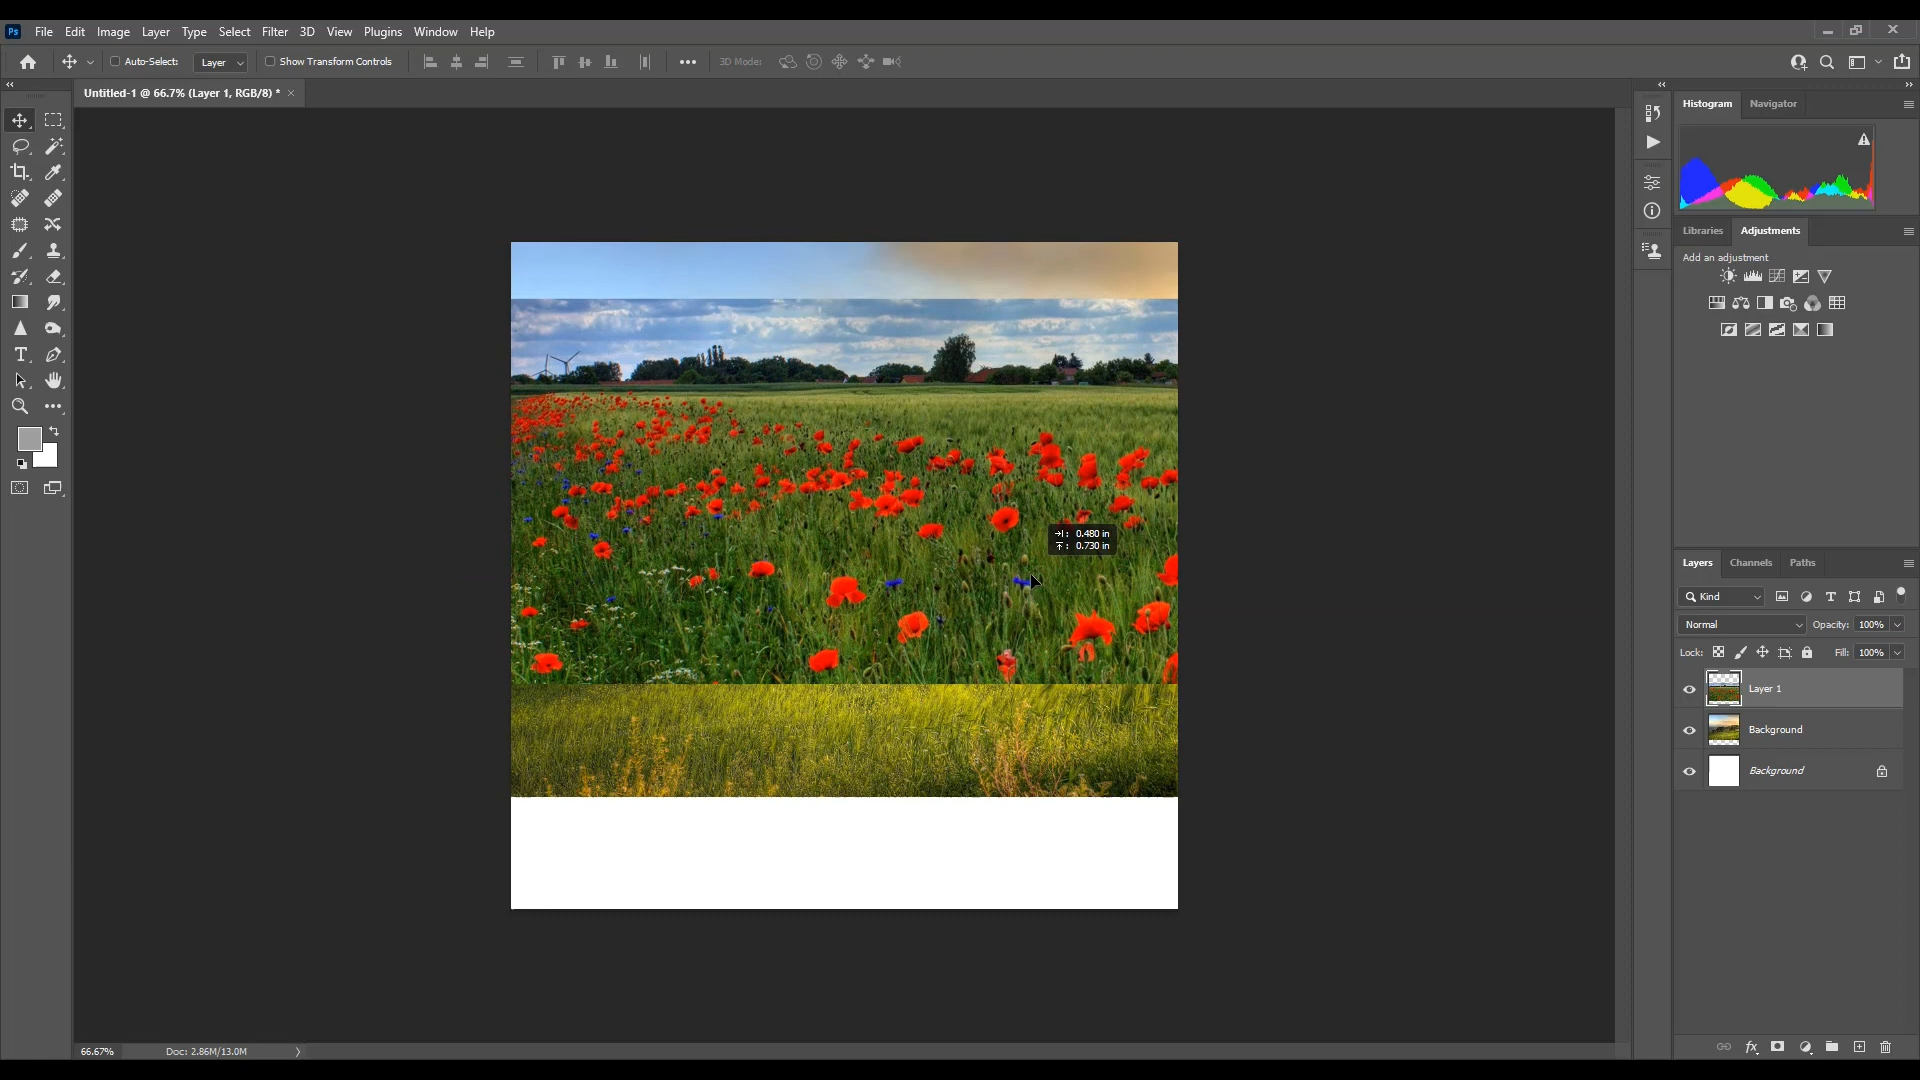 Ps File Edit Image Layer Type Select Filter 3D View Plugins Window Help
Auto-Select: Layer Show Transform Controls 3D Mode:
Untitled-1 @ 66.7% (Layer 1, RGB/8) *
Histogram Navigator
Libraries Adjustments
Add an adjustment
: 0.480 in
: 0.730 in
Layers Channels Paths
Kind
Normal Opacity: 100%
Lock: Fill: 100%
Layer 1
Background
Background
66.67% Doc: 2.86M/13.0M
fx